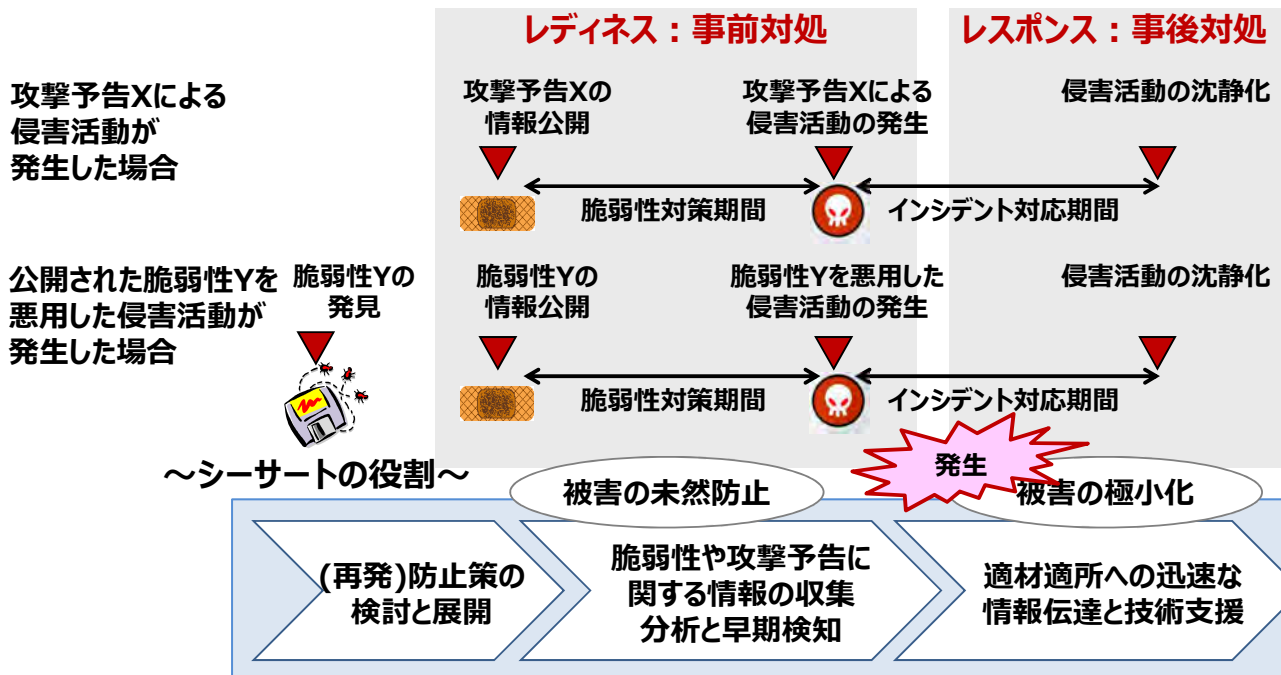 レディネス：事前対処
レスポンス：事後対処
攻撃予告Xによる
侵害活動が
発生した場合
攻撃予告Xの
情報公開
攻撃予告Xによる
侵害活動の発生
侵害活動の沈静化
脆弱性対策期間
インシデント対応期間
公開された脆弱性Yを
悪用した侵害活動が
発生した場合
脆弱性Yの
発見
脆弱性Yの
情報公開
脆弱性Yを悪用した
侵害活動の発生
侵害活動の沈静化
脆弱性対策期間
インシデント対応期間
発生
～シーサートの役割～
被害の未然防止
被害の極小化
(再発)防止策の
検討と展開
脆弱性や攻撃予告に
関する情報の収集
分析と早期検知
適材適所への迅速な
情報伝達と技術支援